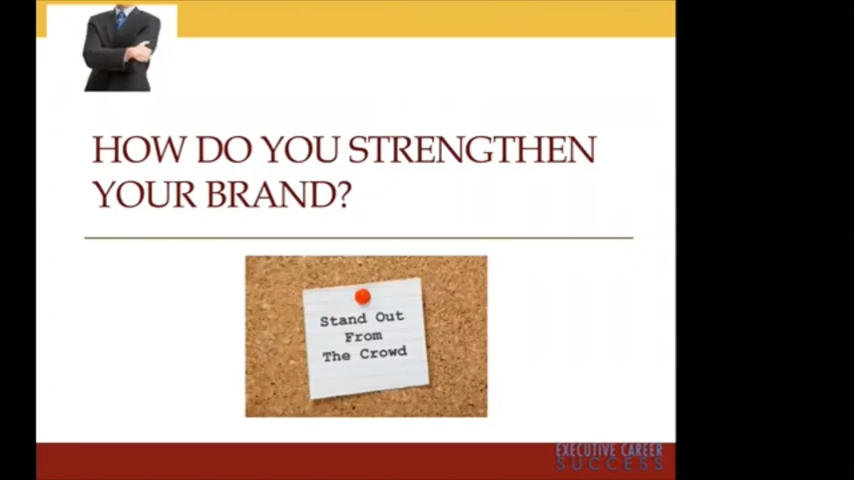 HOW DO YOU STRENGTHEN
YOUR BRAND?
Stand Out
From
The Crowd
EXECUTIVE CAREER
SUCCESS